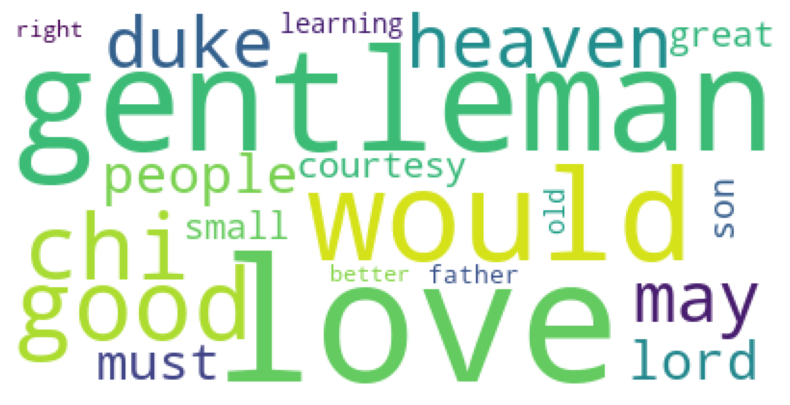 right duke learning heaven great
gentleman
people courtesy
chi small would old son
good better father may
must love lord